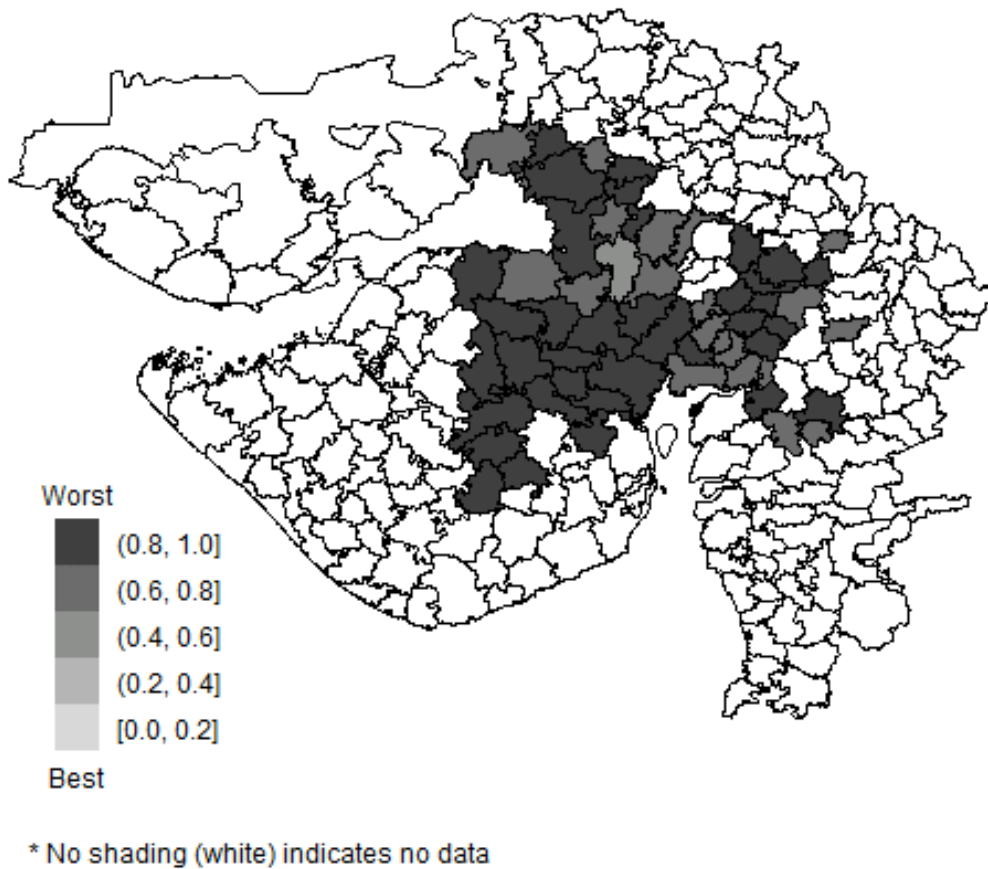 Worst
(0.8, 1.0]
(0.6, 0.8]
(0.4, 0.6]
(0.2, 0.4]
[0.0, 0.2]
Best
* No shading (white) indicates no data